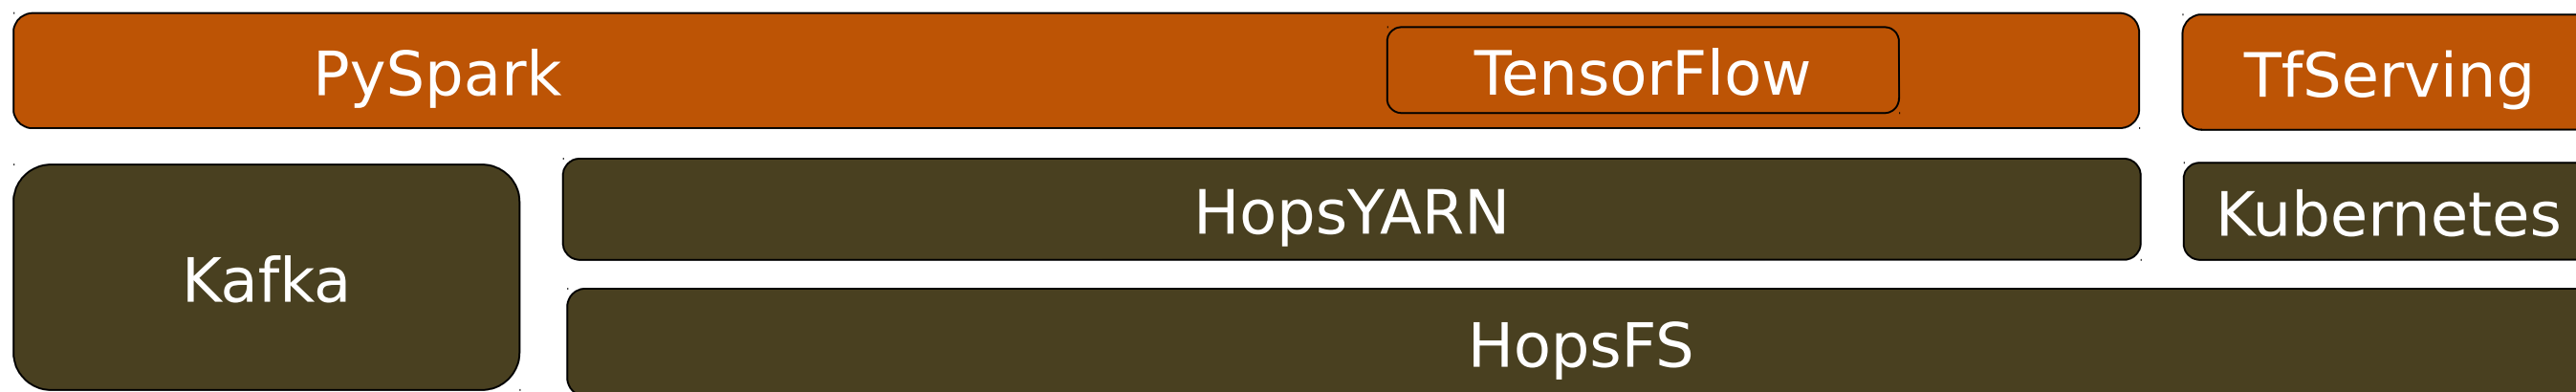 PySpark
TensorFlow
TfServing
HopsYARN
Kubernetes
Kafka
HopsFS